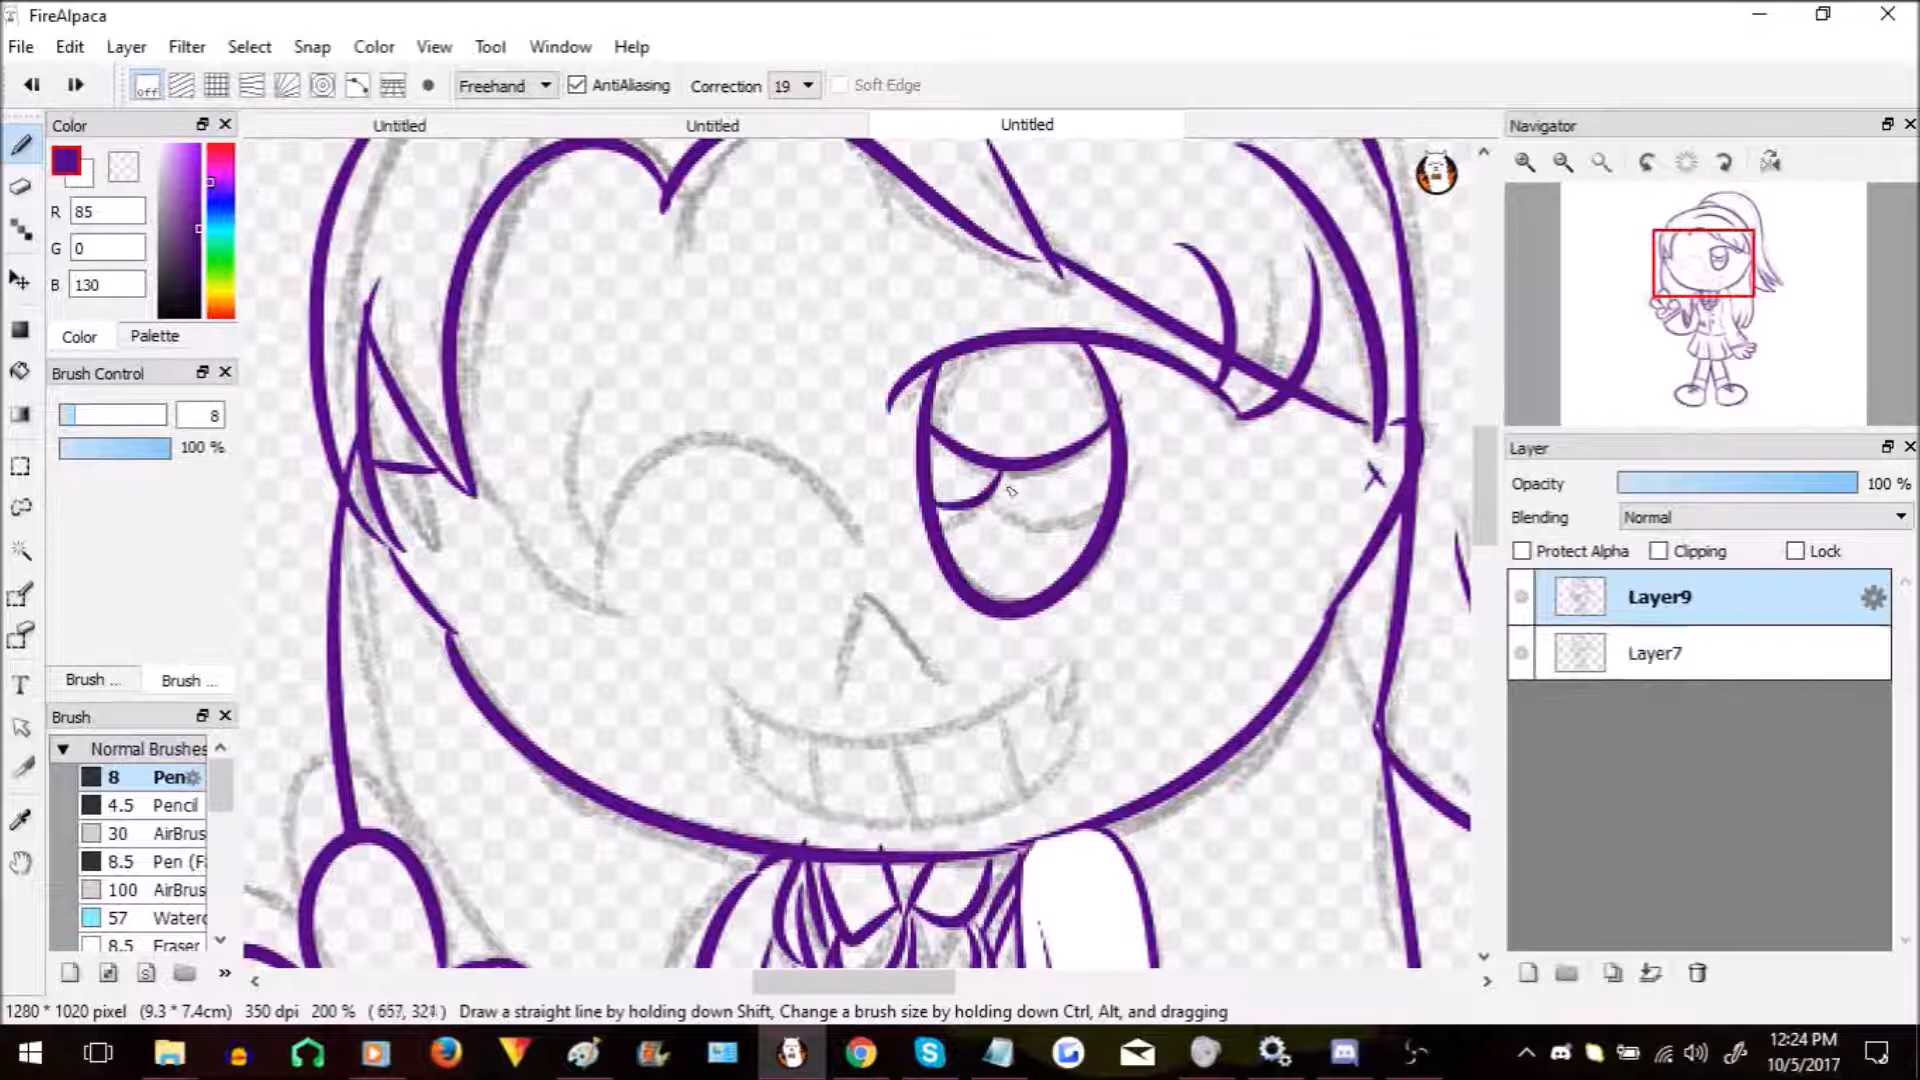 FireAlpaca
File Edit Layer Filter Select Snap Color View Tool Window Help
off Freehand AntiAliasing Correction 19 Soft Edge
Color
Untitled Untitled Untitled
Navigator
R 85
G 0
B 130
Color Palette
Brush Control
8
100 %
Brush ... Brush ...
Brush
Normal Brushes
8 Pen
4.5 Pencil
30 AirBrus
8.5 Pen (F
100 AirBrus
57 Waterc
8.5 Eraser
Layer
Opacity 100 %
Blending Normal
Protect Alpha Clipping Lock
Layer9
Layer7
1280 * 1020 pixel (9.3 * 7.4cm) 350 dpi 200 % ( 657, 321 ) Draw a straight line by holding down Shift, Change a brush size by holding down Ctrl, Alt, and dragging
12:24 PM
10/5/2017